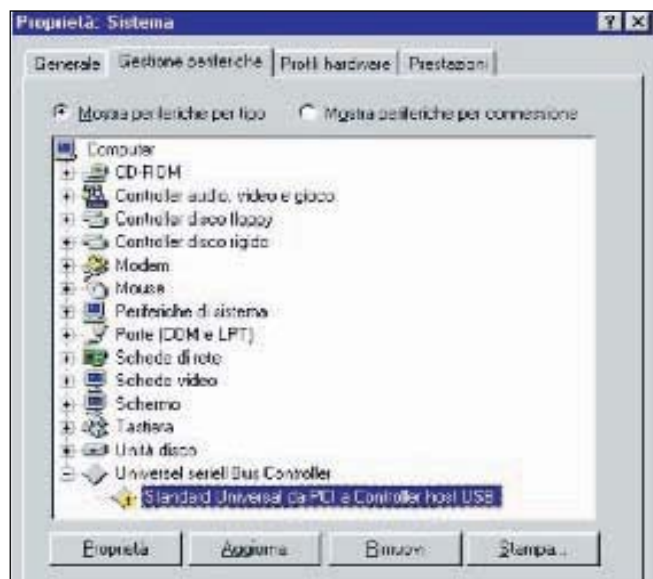 Proprietà: Sistema
Generale Gestione periferiche Profili hardware Prestazioni
Mostra periferiche per tipo Mostra periferiche per connessione
Computer
CD-ROM
Controller audio, video e gioco
Controller disco floppy
Controller disco rigido
Modem
Mouse
Periferiche di sistema
Porte (COM e LPT)
Schede di rete
Schede video
Schermo
Tastiera
Unità disco
Universel seriell Bus Controller
Standard Universal da PCI a Controller host USB
Proprietà Aggiorna Rimuovi Stampa...